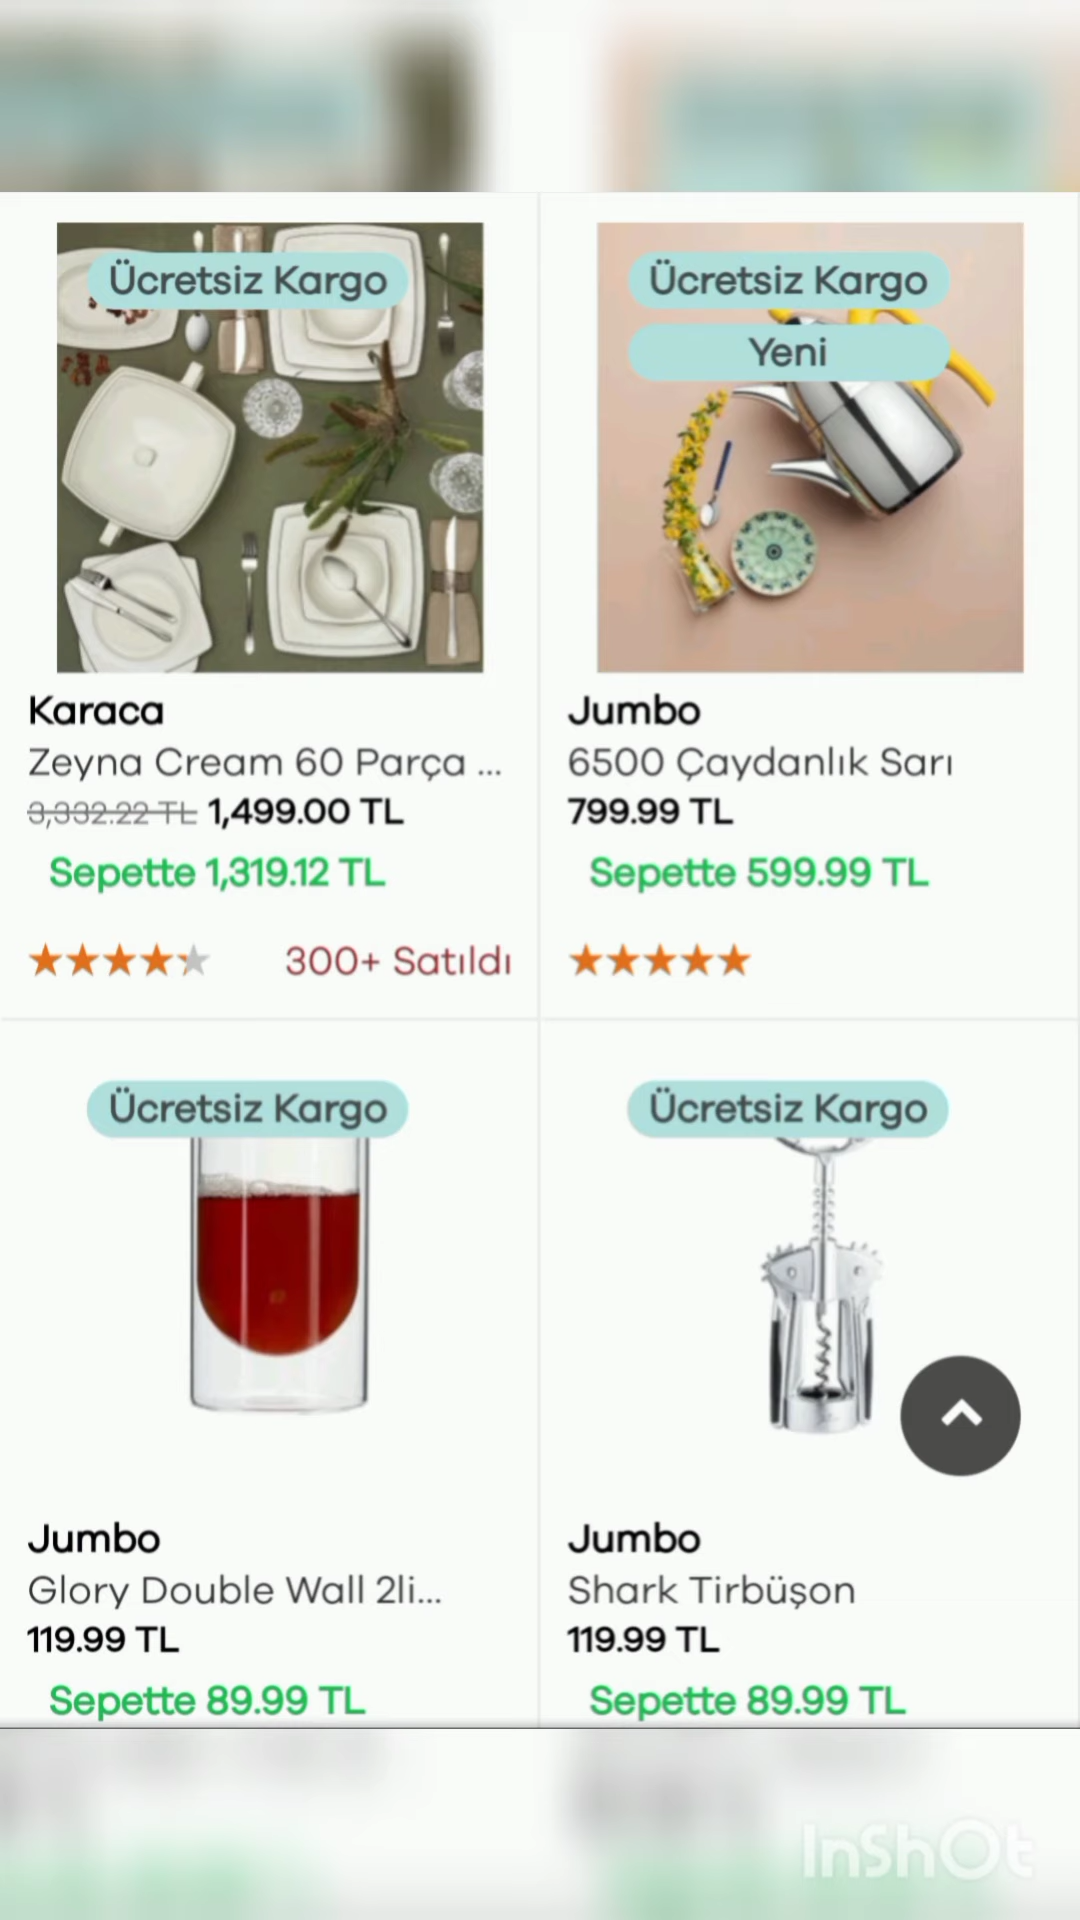 Ücretsiz Kargo
Karaca
Zeyna Cream 60 Parça ...
3,332.22 TL 1,499.00 TL
Sepette 1,319.12 TL
300+ Satıldı
Ücretsiz Kargo
Yeni
Jumbo
6500 Çaydanlık Sarı
799.99 TL
Sepette 599.99 TL
Ücretsiz Kargo
Jumbo
Glory Double Wall 2li...
119.99 TL
Sepette 89.99 TL
Ücretsiz Kargo
Jumbo
Shark Tirbüşon
119.99 TL
Sepette 89.99 TL
InShOt